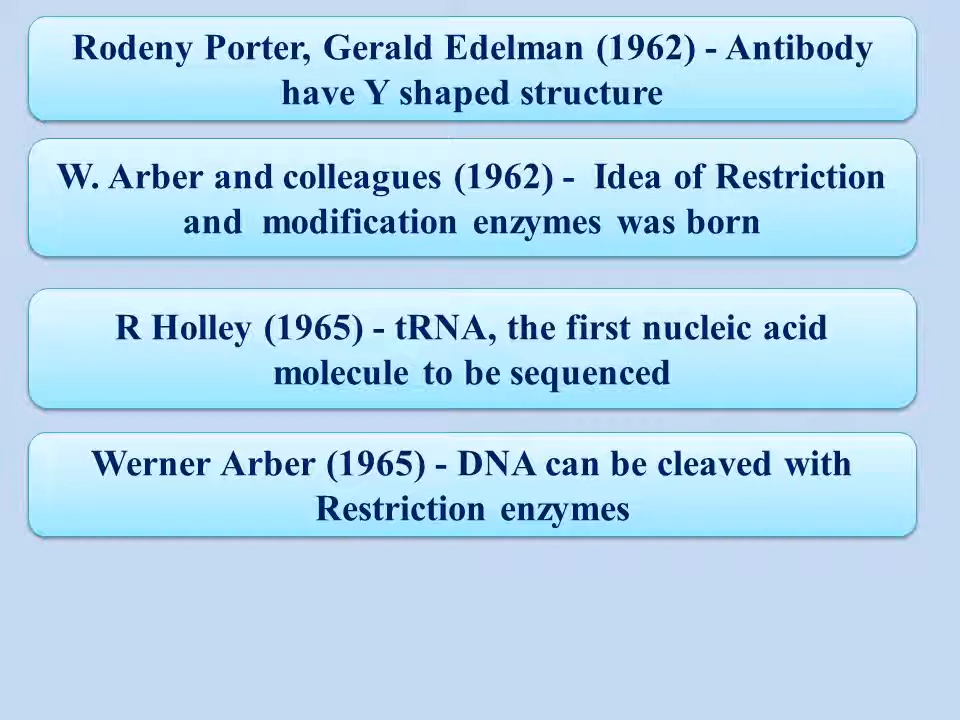 Rodeny Porter, Gerald Edelman (1962) - Antibody
have Y shaped structure
W. Arber and colleagues (1962) -  Idea of Restriction
and  modification enzymes was born
R Holley (1965) - tRNA, the first nucleic acid
molecule to be sequenced
Werner Arber (1965) - DNA can be cleaved with
Restriction enzymes